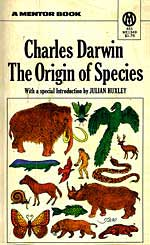 A MENTOR BOOK
Charles Darwin
The Origin of Species
With a special Introduction by JULIAN HUXLEY